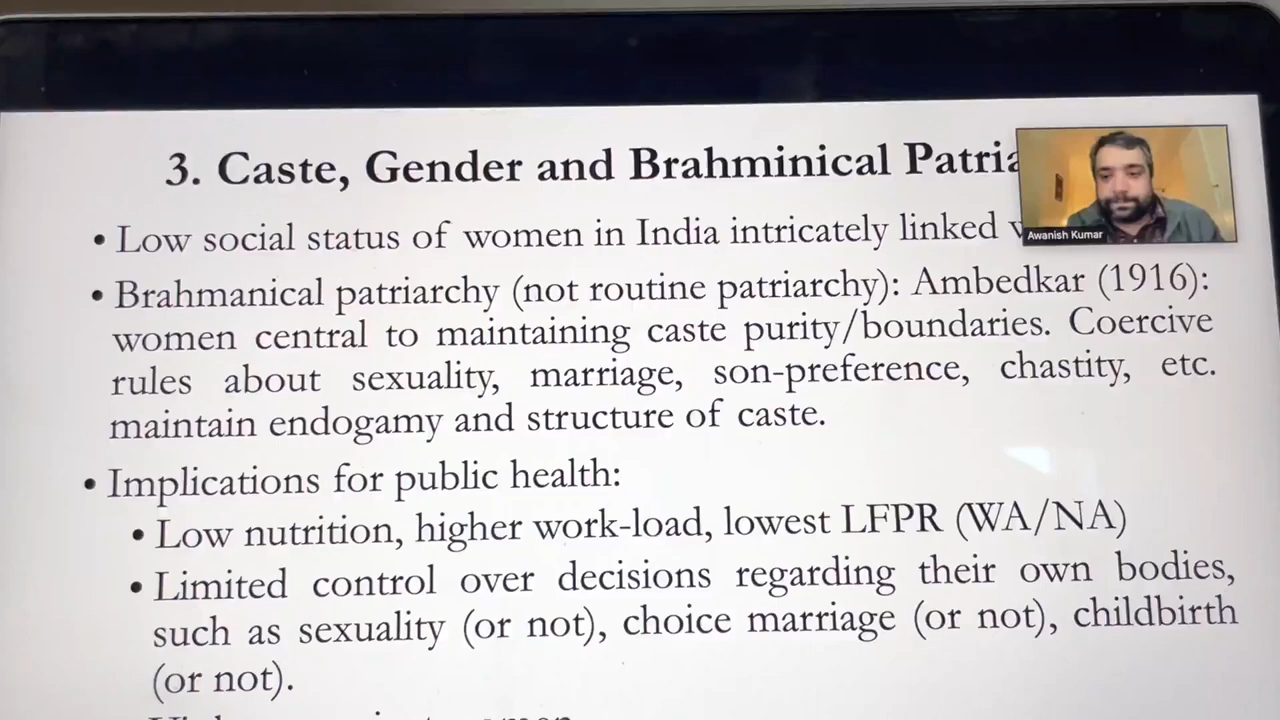 3. Caste, Gender and Brahminical
• Low social status of women in India intricately linked
• Brahmanical patriarchy (not routine patriarchy): Ambedkar (1916):
women central to maintaining caste purity/boundaries. Coercive
rules about sexuality, marriage, son-preference, chastity, etc.
maintain endogamy and structure of caste.
• Implications for public health:
• Low nutrition, higher work-load, lowest LFPR (WA/NA)
• Limited control over decisions regarding their own bodies,
such as sexuality (or not), choice marriage (or not), childbirth
(or not).
Awanish Kumar